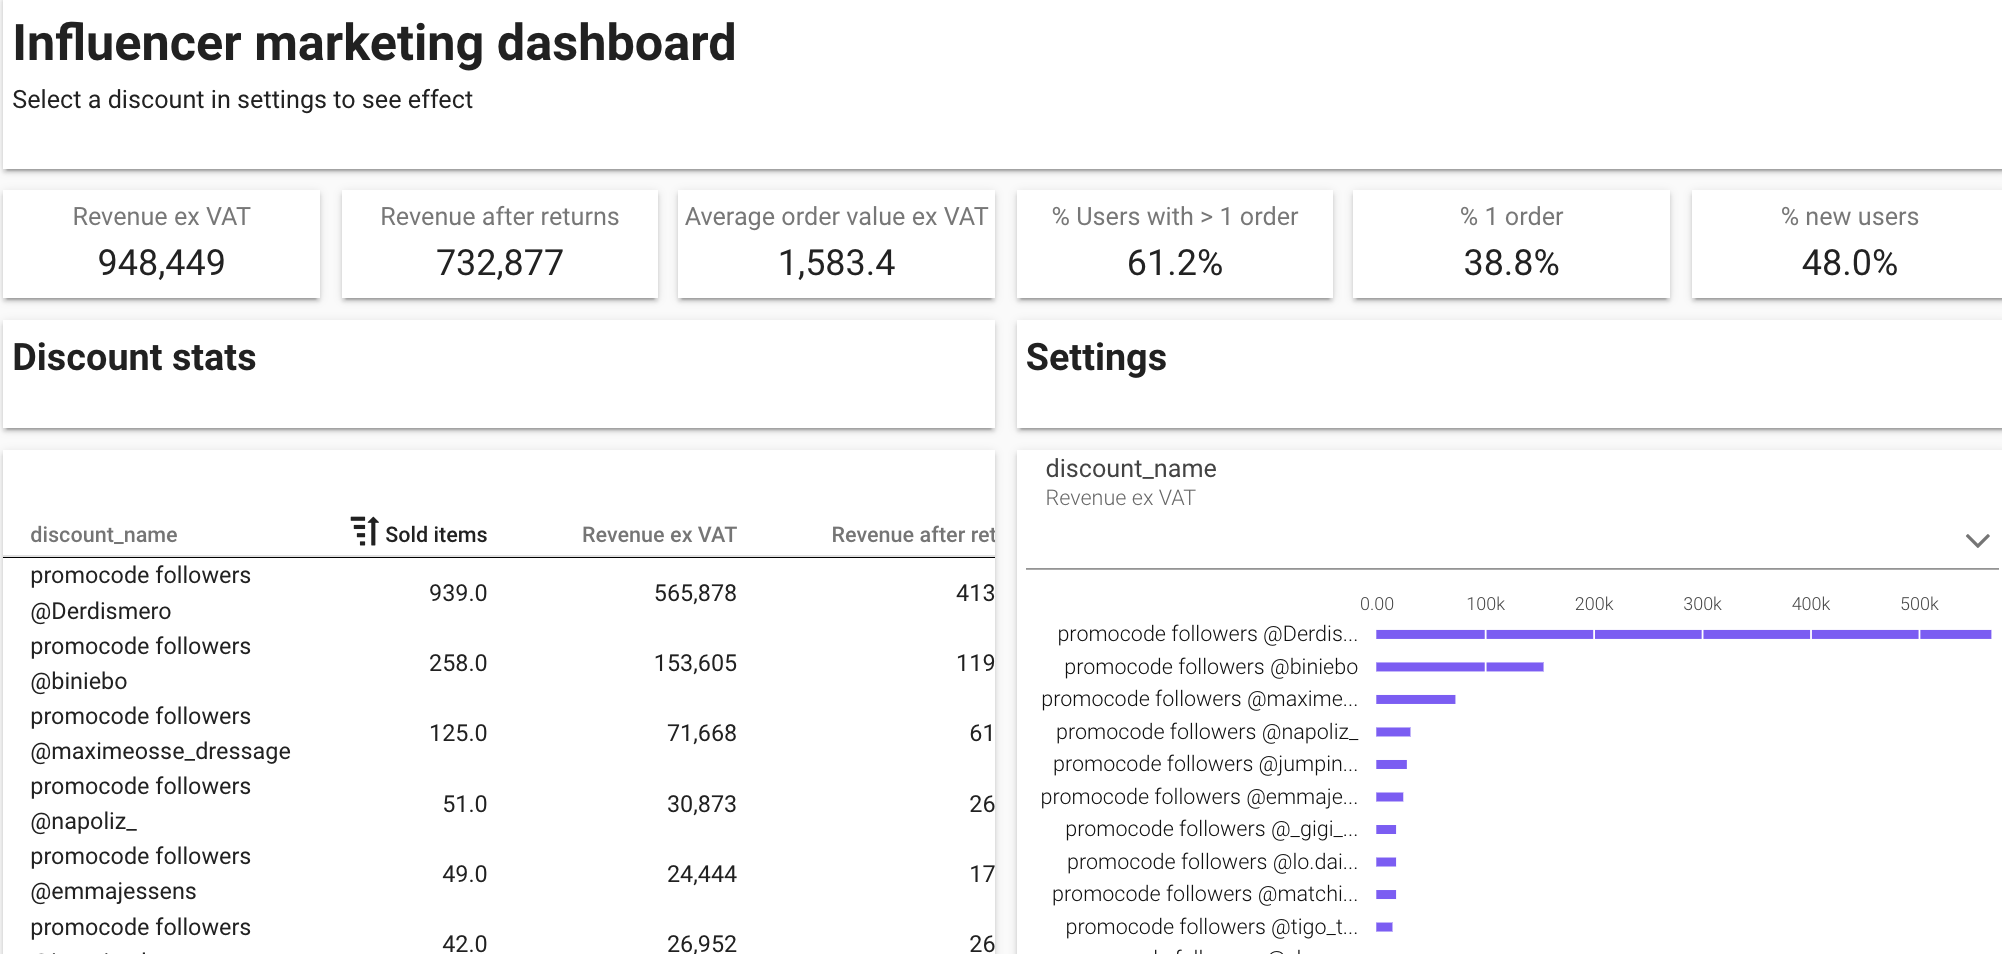 Influencer marketing dashboard
Select a discount in settings to see effect
Revenue ex VAT
948,449
Revenue after returns
732,877
Average order value ex VAT
1,583.4
% Users with > 1 order
61.2%
% 1 order
38.8%
% new users
48.0%
Discount stats
discount_name Sold items Revenue ex VAT Revenue after ret
promocode followers
@Derdismero 939.0 565,878 413
promocode followers
@biniebo 258.0 153,605 119
promocode followers
@maximeosse_dressage 125.0 71,668 61
promocode followers
@napoliz_ 51.0 30,873 26
promocode followers
@emmajessens 49.0 24,444 17
promocode followers
42.0 26,952 26
Settings
discount_name
Revenue ex VAT
0.00 100k 200k 300k 400k 500k
promocode followers @Derdis...
promocode followers @biniebo
promocode followers @maxime...
promocode followers @napoliz_
promocode followers @jumpin...
promocode followers @emmaje...
promocode followers @_gigi_...
promocode followers @lo.dai...
promocode followers @matchi...
promocode followers @tigo_t...